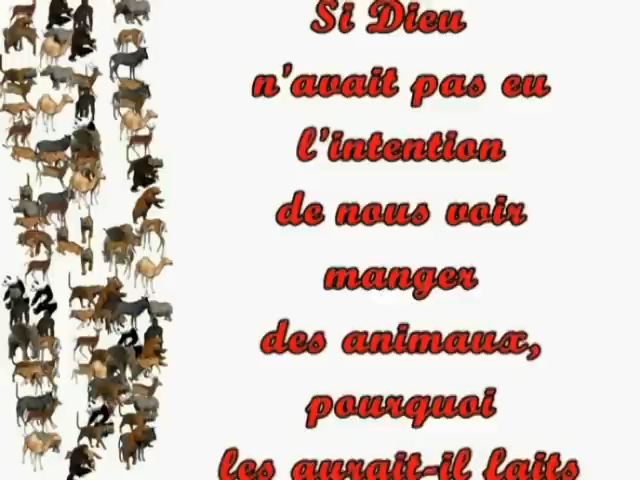 Si Dieu
n'avait pas eu
l'intention
de nous voir
manger
des animaux,
pourquoi
les aurait-il faits